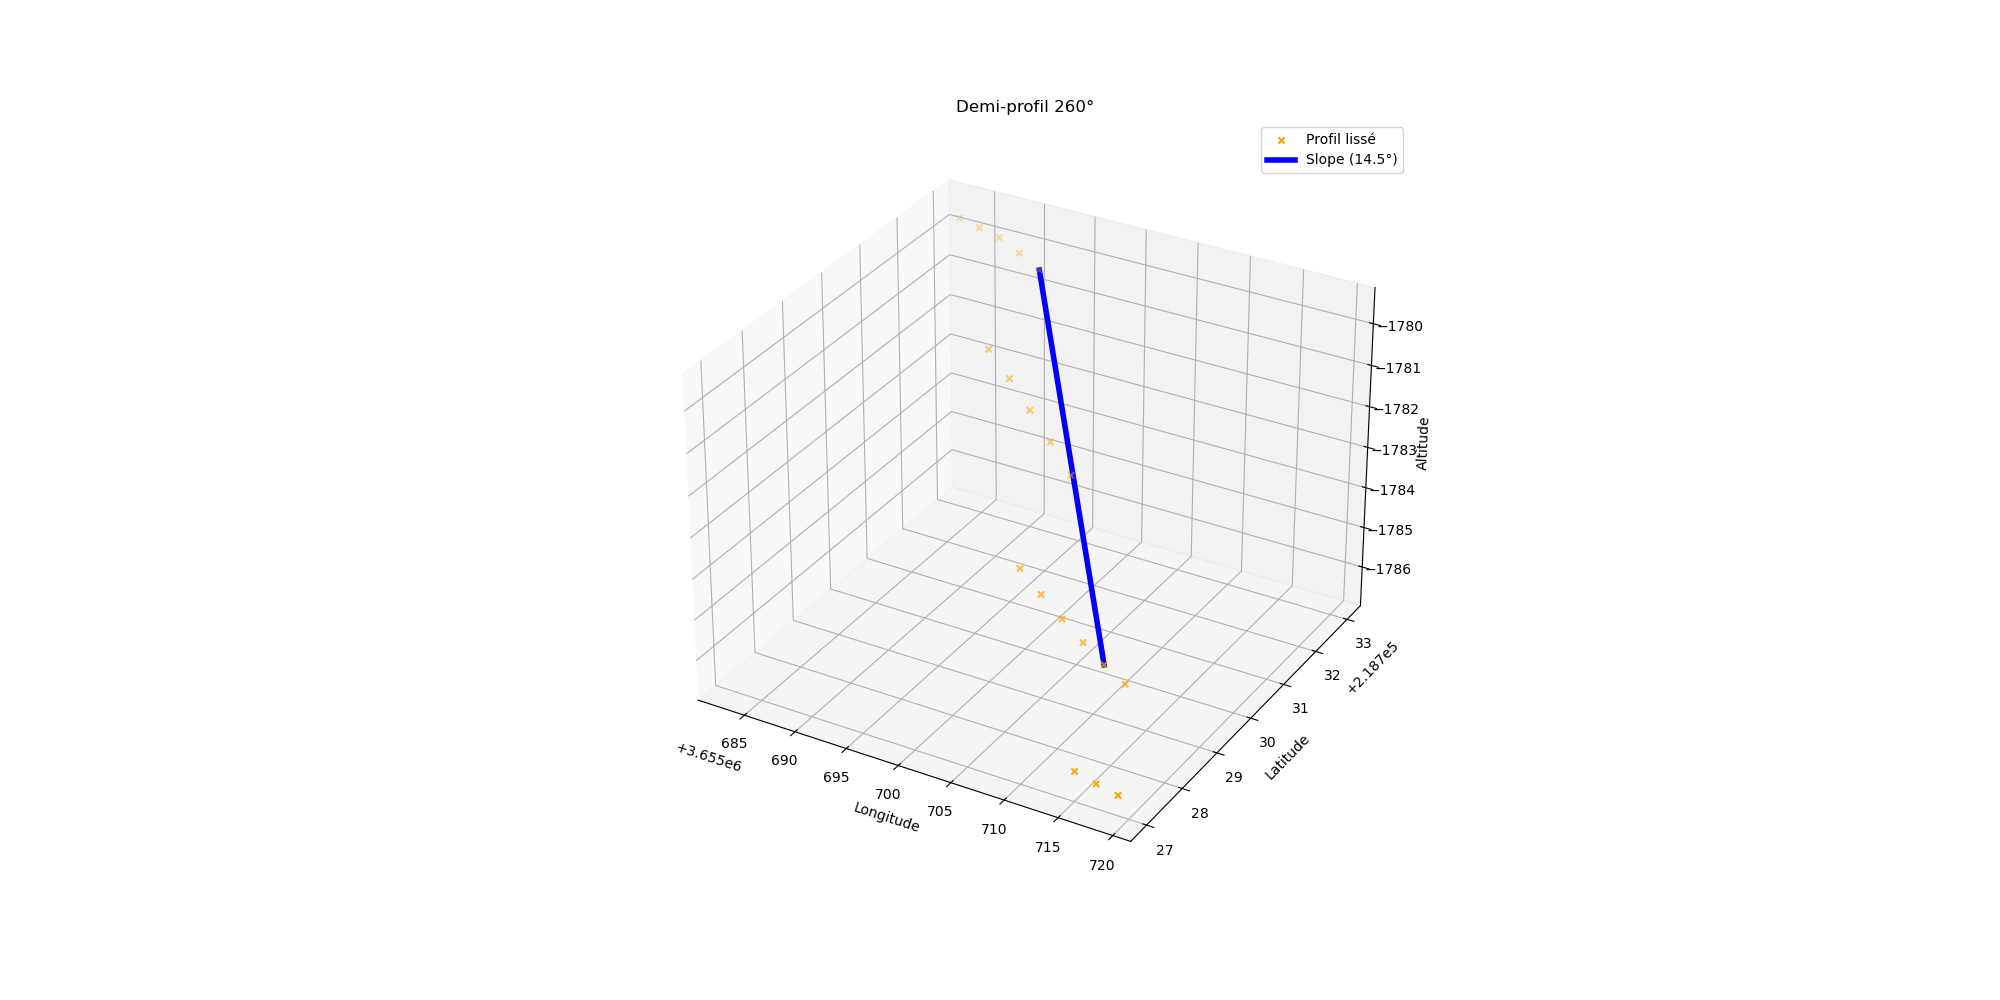 Demi-profil 260°
Profil lissé
Slope (14.5°)
−1780
−1781
−1782
−1783
−1784
−1785
−1786
Altitude
33
32
31
30
29
28
27
+2.187e5
Latitude
685
690
695
700
705
710
715
720
+3.655e6
Longitude